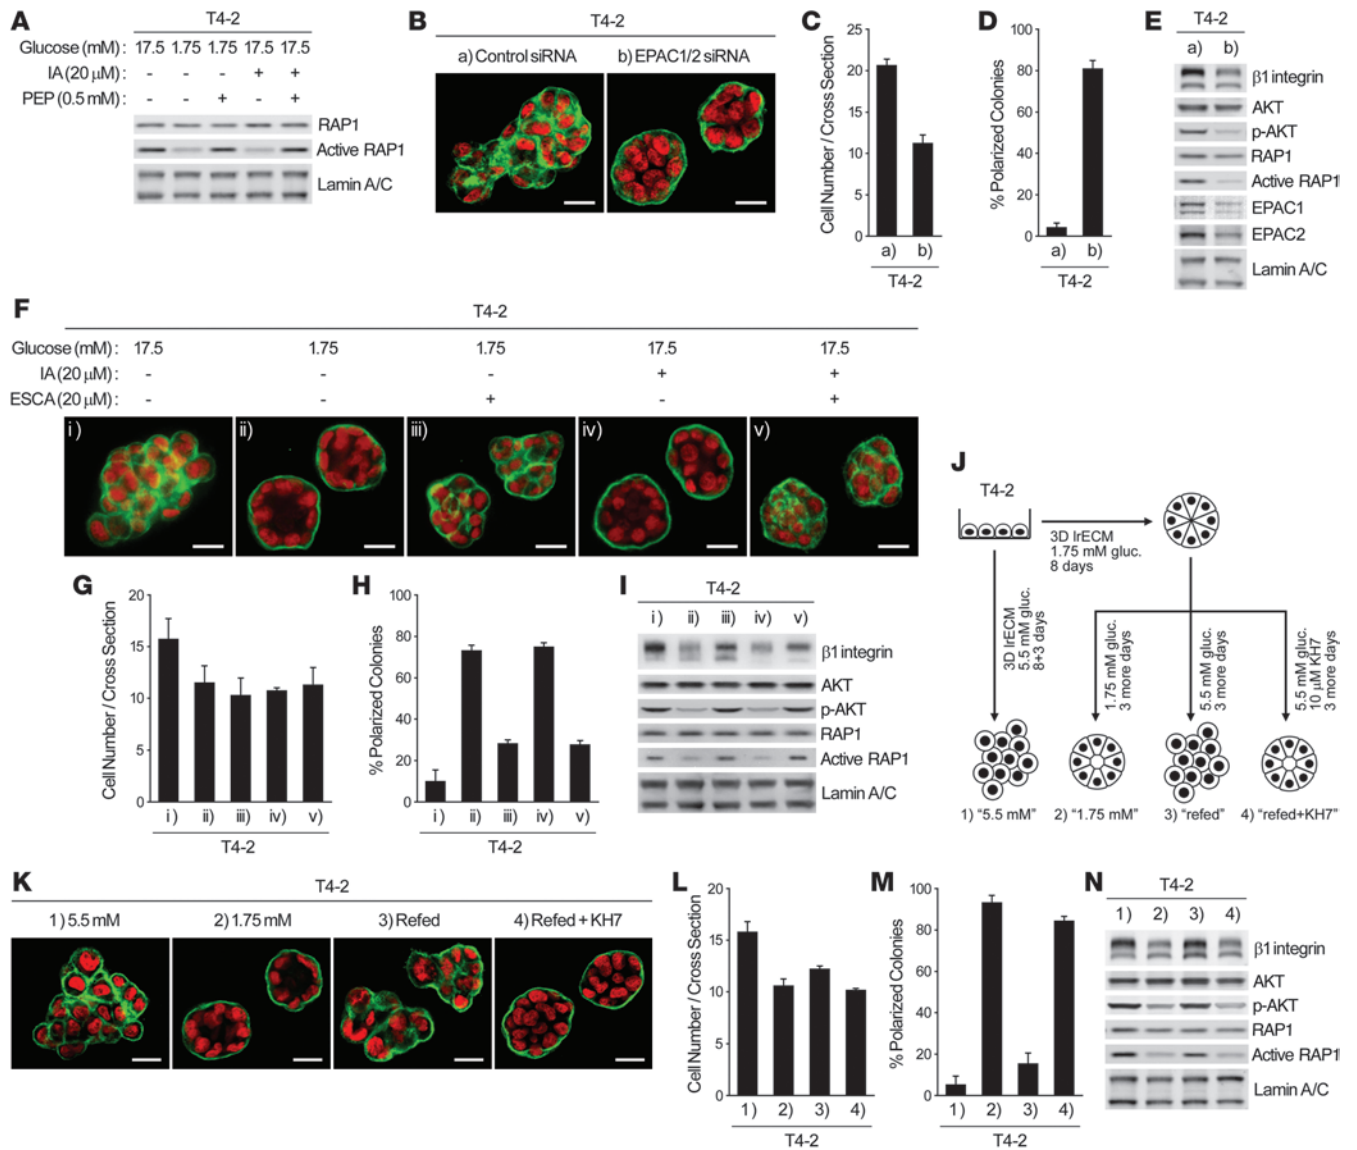 A
T4-2
Glucose (mM) : 17.5 1.75 1.75 17.5 17.5
IA (20 μM) : - - - + +
PEP (0.5 mM) : - - + - +
RAP1
Active RAP1
Lamin A/C
B
T4-2
a) Control siRNA b) EPAC1/2 siRNA
C
Cell Number / Cross Section
25
20
15
10
5
0
a) b)
T4-2
D
% Polarized Colonies
100
80
60
40
20
0
a) b)
T4-2
E
T4-2
a) b)
β1 integrin
AKT
p-AKT
RAP1
Active RAP1
EPAC1
EPAC2
Lamin A/C
F
T4-2
Glucose (mM) : 17.5 1.75 1.75 17.5 17.5
IA (20 μM) : - - - + +
ESCA (20 μM) : - - + - +
i) ii) iii) iv) v)
G
Cell Number / Cross Section
20
15
10
5
0
i) ii) iii) iv) v)
T4-2
H
% Polarized Colonies
100
80
60
40
20
0
i) ii) iii) iv) v)
T4-2
I
T4-2
i) ii) iii) iv) v)
β1 integrin
AKT
p-AKT
RAP1
Active RAP1
Lamin A/C
J
T4-2
3D lrECM
1.75 mM gluc.
8 days
3D lrECM
5.5 mM gluc.
8+3 days
1.75 mM gluc.
3 more days
5.5 mM gluc.
3 more days
5.5 mM gluc.
10 μM KH7
3 more days
1) "5.5 mM" 2) "1.75 mM" 3) "refed" 4) "refed+KH7"
K
T4-2
1) 5.5 mM 2) 1.75 mM 3) Refed 4) Refed + KH7
L
Cell Number / Cross Section
20
15
10
5
0
1) 2) 3) 4)
T4-2
M
% Polarized Colonies
100
80
60
40
20
0
1) 2) 3) 4)
T4-2
N
T4-2
1) 2) 3) 4)
β1 integrin
AKT
p-AKT
RAP1
Active RAP1
Lamin A/C